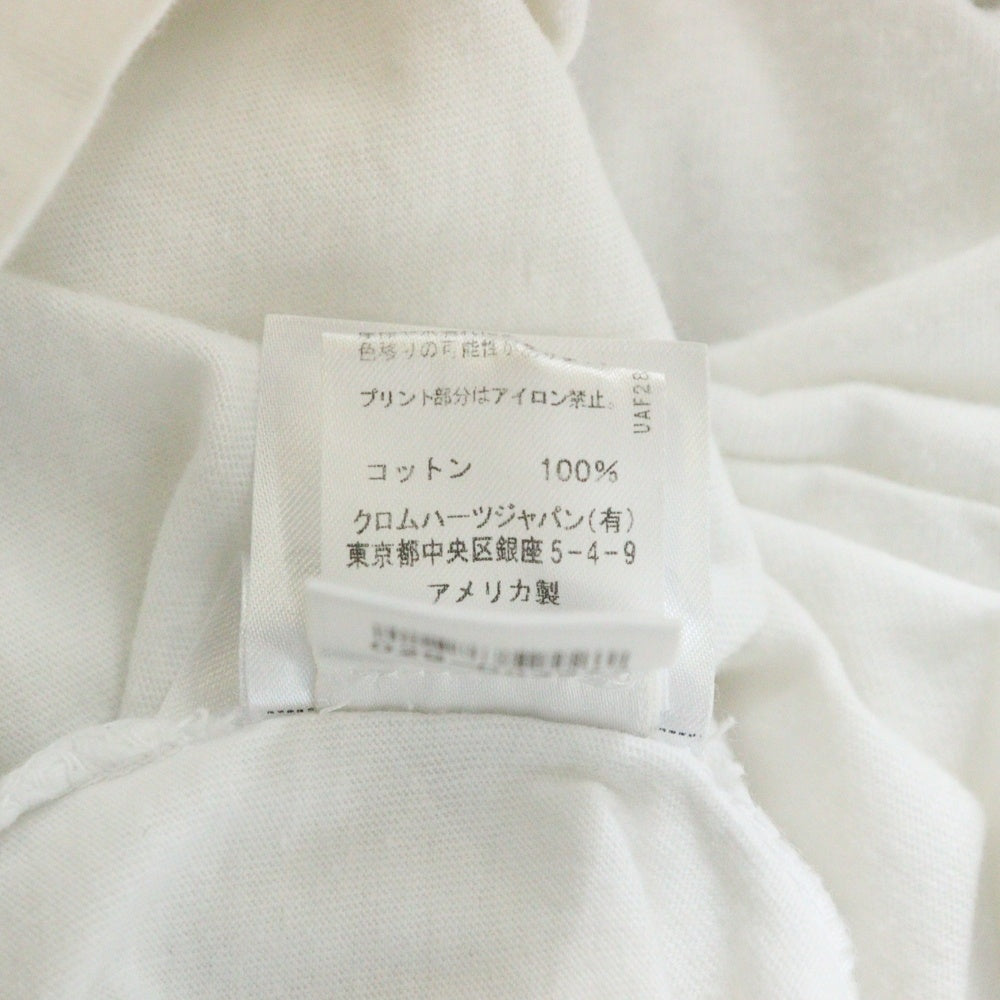 色移りの可能性が
プリント部分はアイロン禁止。
UAF28
コットン 100%
クロムハーツジャパン(有)
東京都中央区銀座5-4-9
アメリカ製